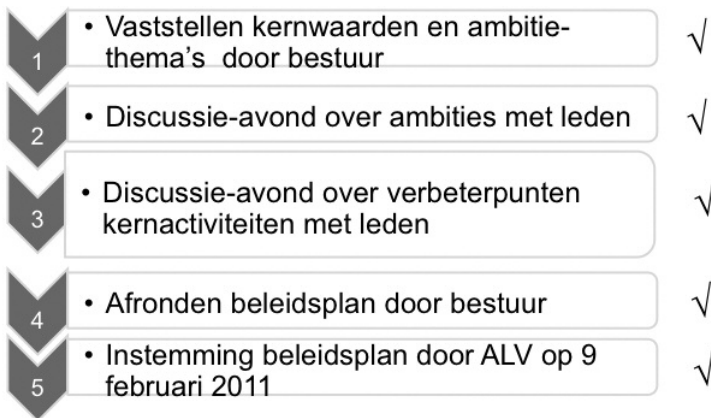 1 • Vaststellen kernwaarden en ambitie- √
thema's door bestuur
2 • Discussie-avond over ambities met leden √
3 • Discussie-avond over verbeterpunten √
kernactiviteiten met leden
4 • Afronden beleidsplan door bestuur √
5 • Instemming beleidsplan door ALV op 9 √
februari 2011